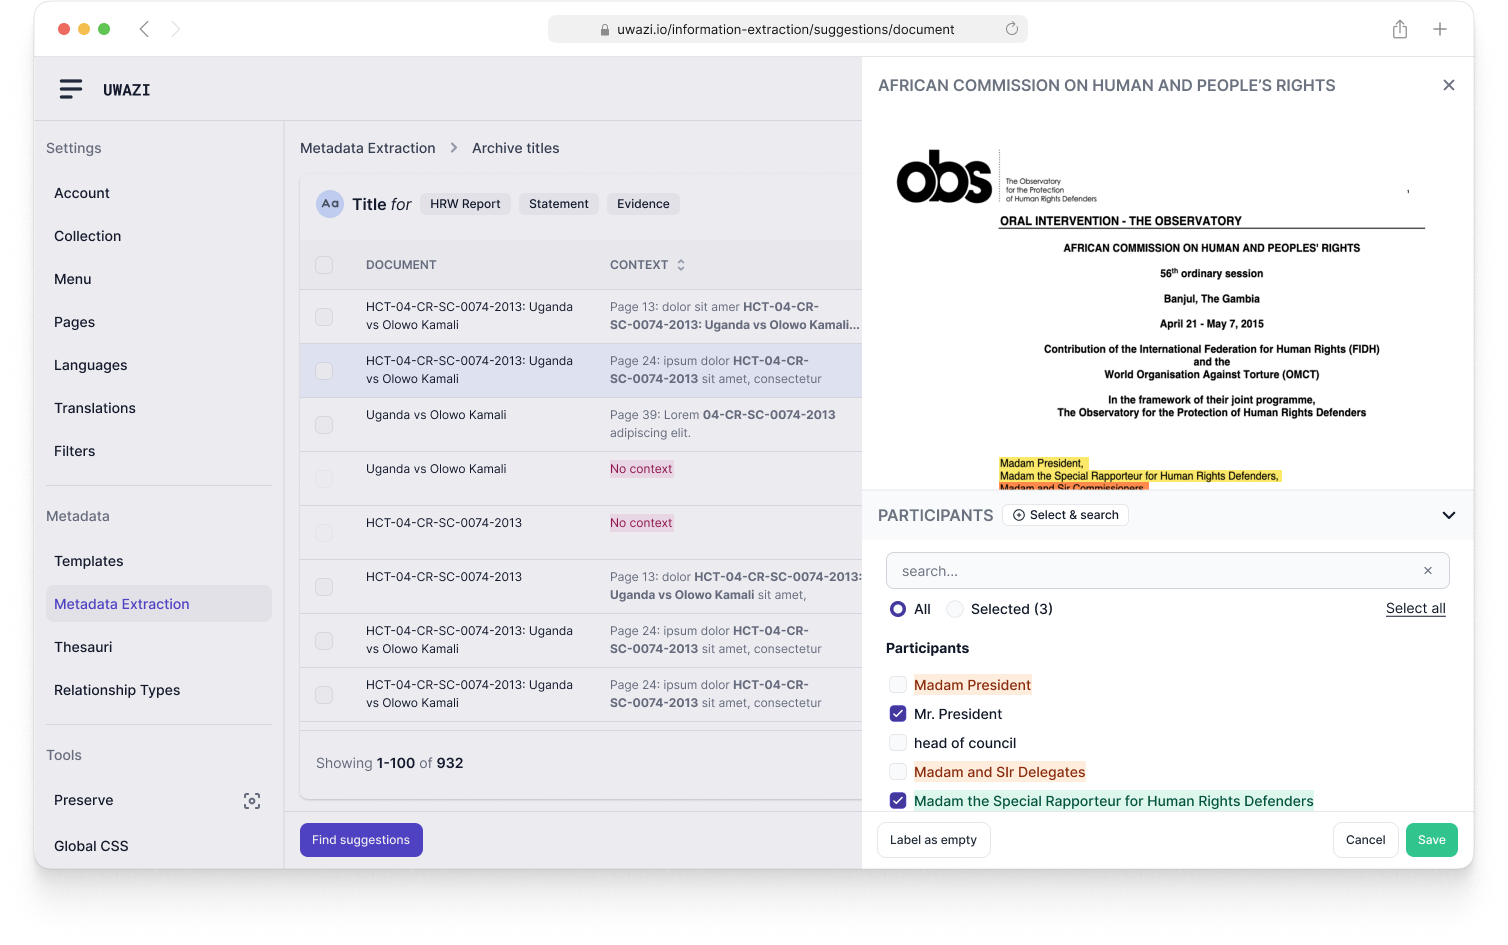 uwazi.io/information-extraction/suggestions/document
UWAZI
Settings
Account
Collection
Menu
Pages
Languages
Translations
Filters
Metadata
Templates
Metadata Extraction
Thesauri
Relationship Types
Tools
Preserve
Global CSS
Metadata Extraction > Archive titles
Aa Title for HRW Report Statement Evidence
DOCUMENT CONTEXT
HCT-04-CR-SC-0074-2013: Uganda
vs Olowo Kamali
Page 13: dolor sit amer HCT-04-CR-
SC-0074-2013: Uganda vs Olowo Kamali...
HCT-04-CR-SC-0074-2013: Uganda
vs Olowo Kamali
Page 24: ipsum dolor HCT-04-CR-
SC-0074-2013 sit amet, consectetur
Uganda vs Olowo Kamali
Page 39: Lorem 04-CR-SC-0074-2013
adipiscing elit.
Uganda vs Olowo Kamali
No context
HCT-04-CR-SC-0074-2013
No context
HCT-04-CR-SC-0074-2013
Page 13: dolor HCT-04-CR-SC-0074-2013:
Uganda vs Olowo Kamali sit amet,
HCT-04-CR-SC-0074-2013: Uganda
vs Olowo Kamali
Page 24: ipsum dolor HCT-04-CR-
SC-0074-2013 sit amet, consectetur
HCT-04-CR-SC-0074-2013: Uganda
vs Olowo Kamali
Page 24: ipsum dolor HCT-04-CR-
SC-0074-2013 sit amet, consectetur
Showing 1-100 of 932
Find suggestions
AFRICAN COMMISSION ON HUMAN AND PEOPLE’S RIGHTS
obs
The Observatory
for the Protection
of Human Rights Defenders
ORAL INTERVENTION - THE OBSERVATORY
AFRICAN COMMISSION ON HUMAN AND PEOPLES' RIGHTS
56th ordinary session
Banjul, The Gambia
April 21 - May 7, 2015
Contribution of the International Federation for Human Rights (FIDH)
and the
World Organisation Against Torture (OMCT)
In the framework of their joint programme,
The Observatory for the Protection of Human Rights Defenders
Madam President,
Madam the Special Rapporteur for Human Rights Defenders,
Madam and Sir Commissioners
PARTICIPANTS Select & search
search...
All Selected (3) Select all
Participants
Madam President
Mr. President
head of council
Madam and SIr Delegates
Madam the Special Rapporteur for Human Rights Defenders
Label as empty Cancel Save